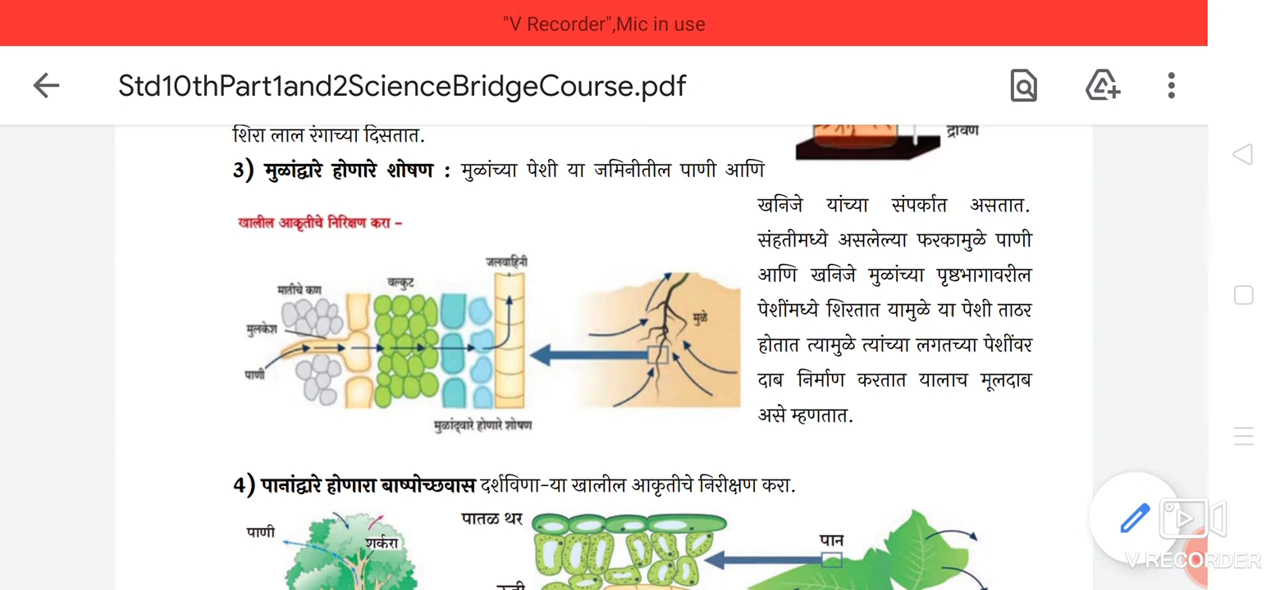 "V Recorder",Mic in use
Std10thPart1and2ScienceBridgeCourse.pdf
शिरा लाल रंगाच्या दिसतात.
द्रावण
3) मुळांद्वारे होणारे शोषण : मुळांच्या पेशी या जमिनीतील पाणी आणि
खनिजे यांच्या संपर्कात असतात.
संहतीमध्ये असलेल्या फरकामुळे पाणी
आणि खनिजे मुळांच्या पृष्ठभागावरील
पेशींमध्ये शिरतात यामुळे या पेशी ताठर
होतात त्यामुळे त्यांच्या लगतच्या पेशींवर
दाब निर्माण करतात यालाच मूलदाब
असे म्हणतात.
खालील आकृतीचे निरिक्षण करा –
जलवाहिनी
वल्कुट
मातीचे कण
मुलकेश
पाणी
मुळे
मुळांद्वारे होणारे शोषण
4) पानांद्वारे होणारा बाष्पोच्छवास दर्शविणा-या खालील आकृतीचे निरीक्षण करा.
पाणी
शर्करा
पातळ थर
पान
V RECORDER